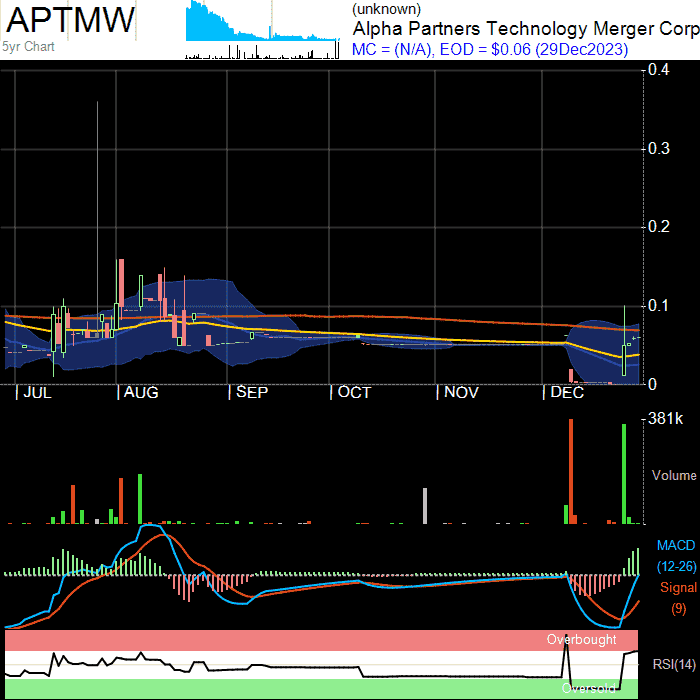 APTMW
5yr Chart
(unknown)
Alpha Partners Technology Merger Corp
MC = (N/A), EOD = $0.06 (29Dec2023)
0.4
0.3
0.2
0.1
0
JUL AUG SEP OCT NOV DEC
381k
Volume
MACD
(12-26)
Signal
(9)
Overbought
RSI(14)
Oversold